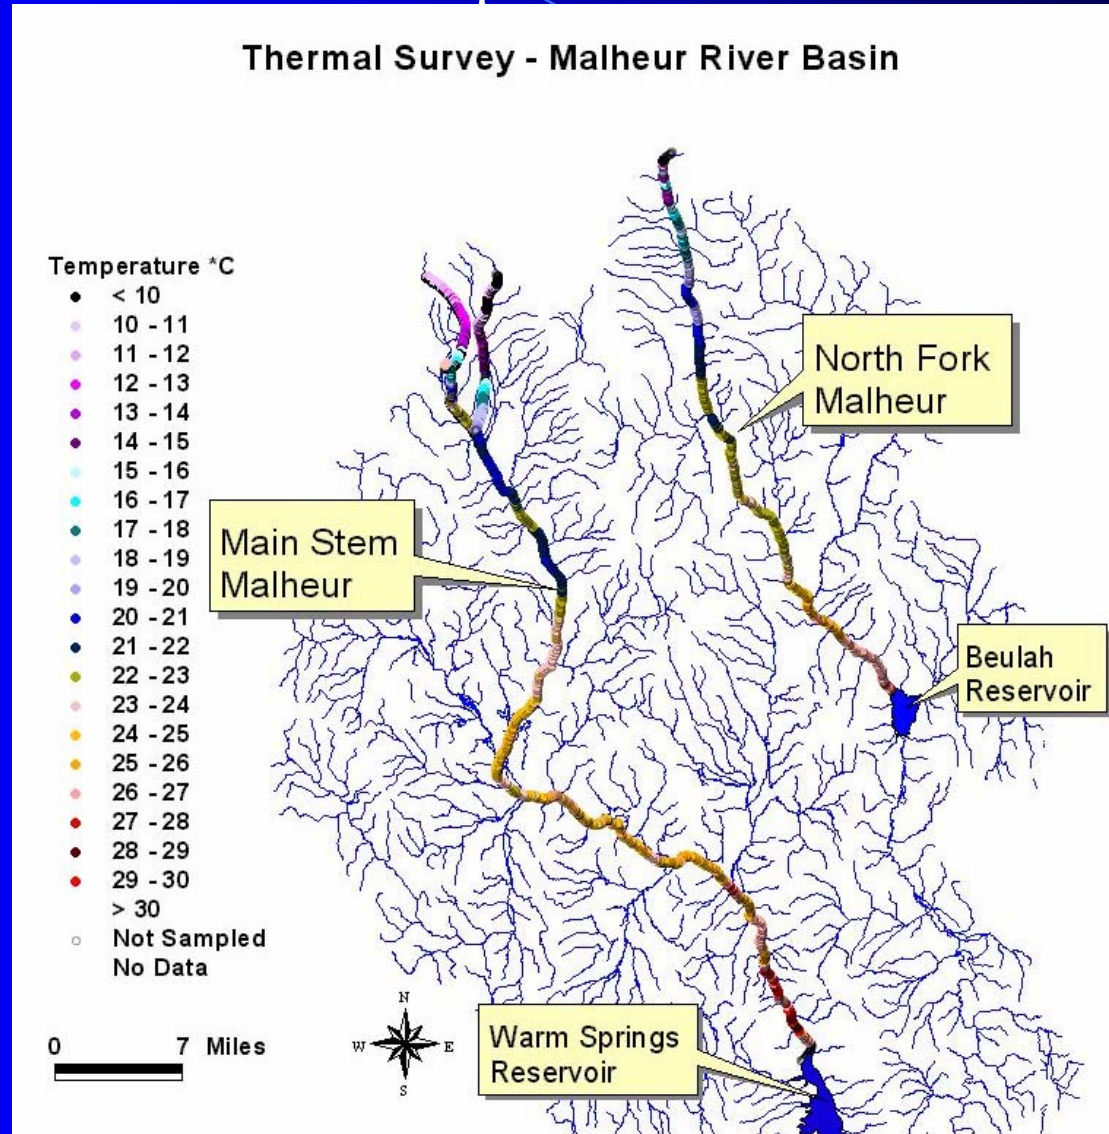 Thermal Survey - Malheur River Basin
Temperature *C
< 10
10 - 11
11 - 12
12 - 13
13 - 14
14 - 15
15 - 16
16 - 17
17 - 18
18 - 19
19 - 20
20 - 21
21 - 22
22 - 23
23 - 24
24 - 25
25 - 26
26 - 27
27 - 28
28 - 29
29 - 30
> 30
Not Sampled
No Data
North Fork
Malheur
Main Stem
Malheur
Beulah
Reservoir
Warm Springs
Reservoir
N
W E
S
0 7 Miles